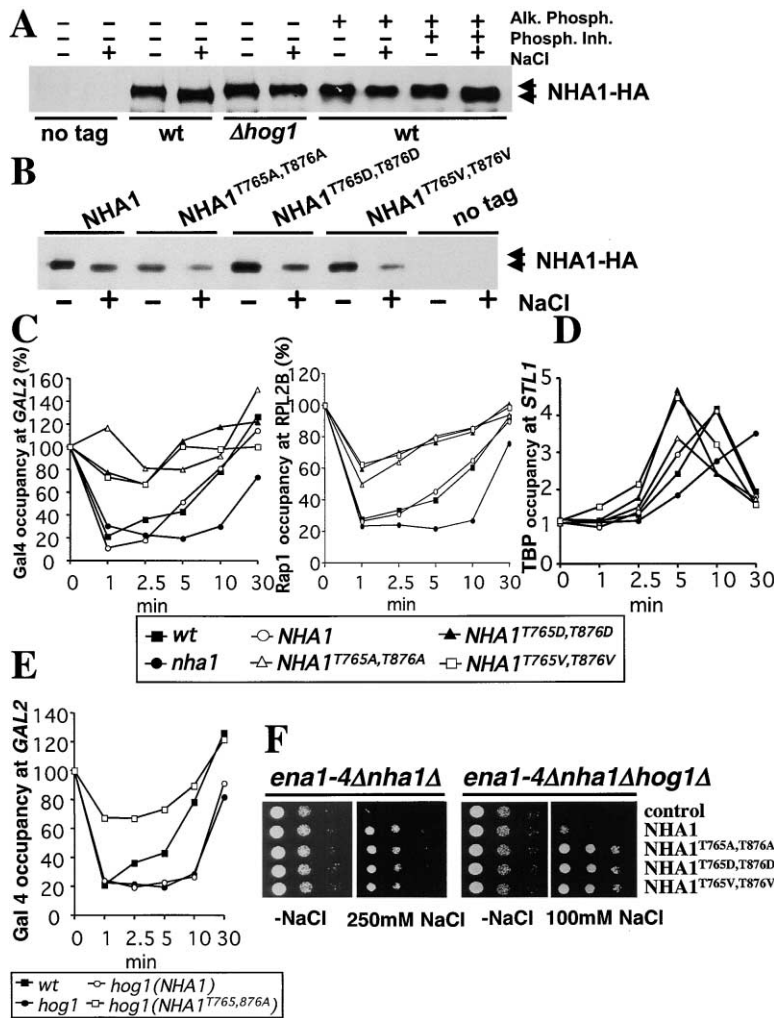 A
– – – – – – + + + + Alk. Phosph.
– – – – – – – – + + Phosph. Inh.
– + – + – + – + – + NaCl
NHA1-HA
no tag wt Δhog1 wt
B
NHA1 NHA1T765A,T876A NHA1T765D,T876D NHA1T765V,T876V no tag
NHA1-HA
– + – + – + – + – + NaCl
C
Gal4 occupancy at GAL2 (%)
160
140
120
100
80
60
40
20
0
0 1 2.5 5 10 30
min
Rap1 occupancy at RPL2B (%)
120
100
80
60
40
20
0
0 1 2.5 5 10 30
min
D
TBP occupancy at STL1
5
4
3
2
1
0
0 1 2.5 5 10 30
min
wt NHA1 NHA1T765D,T876D
nha1 NHA1T765A,T876A NHA1T765V,T876V
E
Gal 4 occupancy at GAL2
140
120
100
80
60
40
20
0
0 1 2.5 5 10 30
min
wt hog1(NHA1)
hog1 hog1(NHA1T765,876A)
F
ena1-4Δnha1Δ ena1-4Δnha1Δhog1Δ
control
NHA1
NHA1T765A,T876A
NHA1T765D,T876D
NHA1T765V,T876V
-NaCl 250mM NaCl -NaCl 100mM NaCl